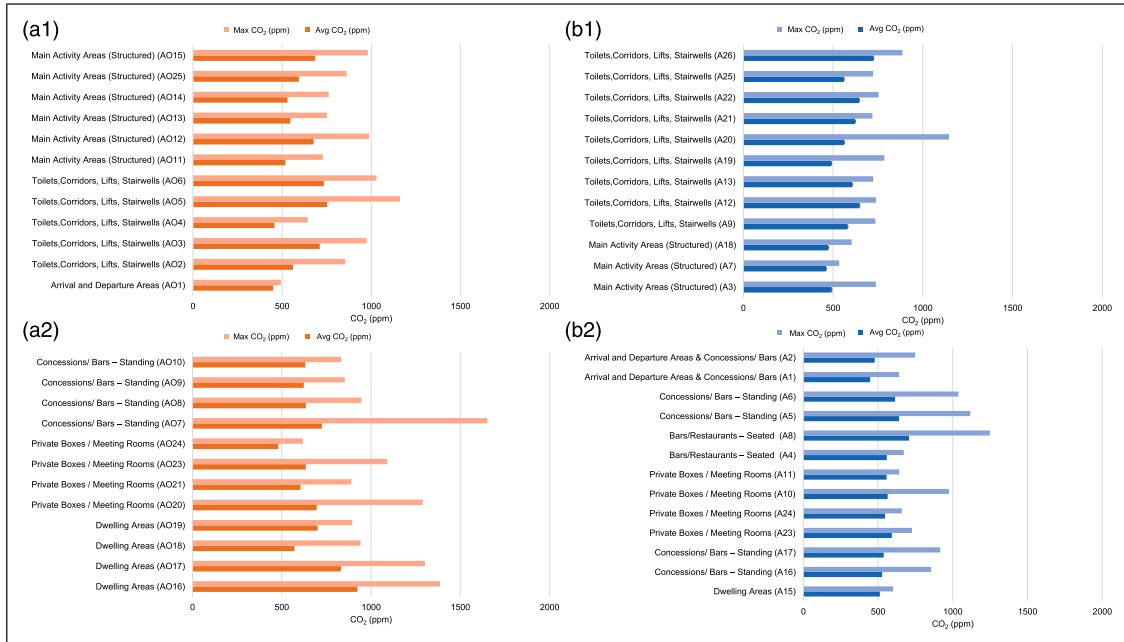 (a1)
Max CO₂ (ppm) Avg CO₂ (ppm)
Main Activity Areas (Structured) (AO15)
Main Activity Areas (Structured) (AO25)
Main Activity Areas (Structured) (AO14)
Main Activity Areas (Structured) (AO13)
Main Activity Areas (Structured) (AO12)
Main Activity Areas (Structured) (AO11)
Toilets,Corridors, Lifts, Stairwells (AO6)
Toilets,Corridors, Lifts, Stairwells (AO5)
Toilets,Corridors, Lifts, Stairwells (AO4)
Toilets,Corridors, Lifts, Stairwells (AO3)
Toilets,Corridors, Lifts, Stairwells (AO2)
Arrival and Departure Areas (AO1)
0 500 1000 1500 2000
CO₂ (ppm)
(b1)
Max CO₂ (ppm) Avg CO₂ (ppm)
Toilets,Corridors, Lifts, Stairwells (A26)
Toilets,Corridors, Lifts, Stairwells (A25)
Toilets,Corridors, Lifts, Stairwells (A22)
Toilets,Corridors, Lifts, Stairwells (A21)
Toilets,Corridors, Lifts, Stairwells (A20)
Toilets,Corridors, Lifts, Stairwells (A19)
Toilets,Corridors, Lifts, Stairwells (A13)
Toilets,Corridors, Lifts, Stairwells (A12)
Toilets,Corridors, Lifts, Stairwells (A9)
Main Activity Areas (Structured) (A18)
Main Activity Areas (Structured) (A7)
Main Activity Areas (Structured) (A3)
0 500 1000 1500 2000
CO₂ (ppm)
(a2)
Max CO₂ (ppm) Avg CO₂ (ppm)
Concessions/ Bars – Standing (AO10)
Concessions/ Bars – Standing (AO9)
Concessions/ Bars – Standing (AO8)
Concessions/ Bars – Standing (AO7)
Private Boxes / Meeting Rooms (AO24)
Private Boxes / Meeting Rooms (AO23)
Private Boxes / Meeting Rooms (AO21)
Private Boxes / Meeting Rooms (AO20)
Dwelling Areas (AO19)
Dwelling Areas (AO18)
Dwelling Areas (AO17)
Dwelling Areas (AO16)
0 500 1000 1500 2000
CO₂ (ppm)
(b2)
Max CO₂ (ppm) Avg CO₂ (ppm)
Arrival and Departure Areas & Concessions/ Bars (A2)
Arrival and Departure Areas & Concessions/ Bars (A1)
Concessions/ Bars – Standing (A6)
Concessions/ Bars – Standing (A5)
Bars/Restaurants – Seated (A8)
Bars/Restaurants – Seated (A4)
Private Boxes / Meeting Rooms (A11)
Private Boxes / Meeting Rooms (A10)
Private Boxes / Meeting Rooms (A24)
Private Boxes / Meeting Rooms (A23)
Concessions/ Bars – Standing (A17)
Concessions/ Bars – Standing (A16)
Dwelling Areas (A15)
0 500 1000 1500 2000
CO₂ (ppm)